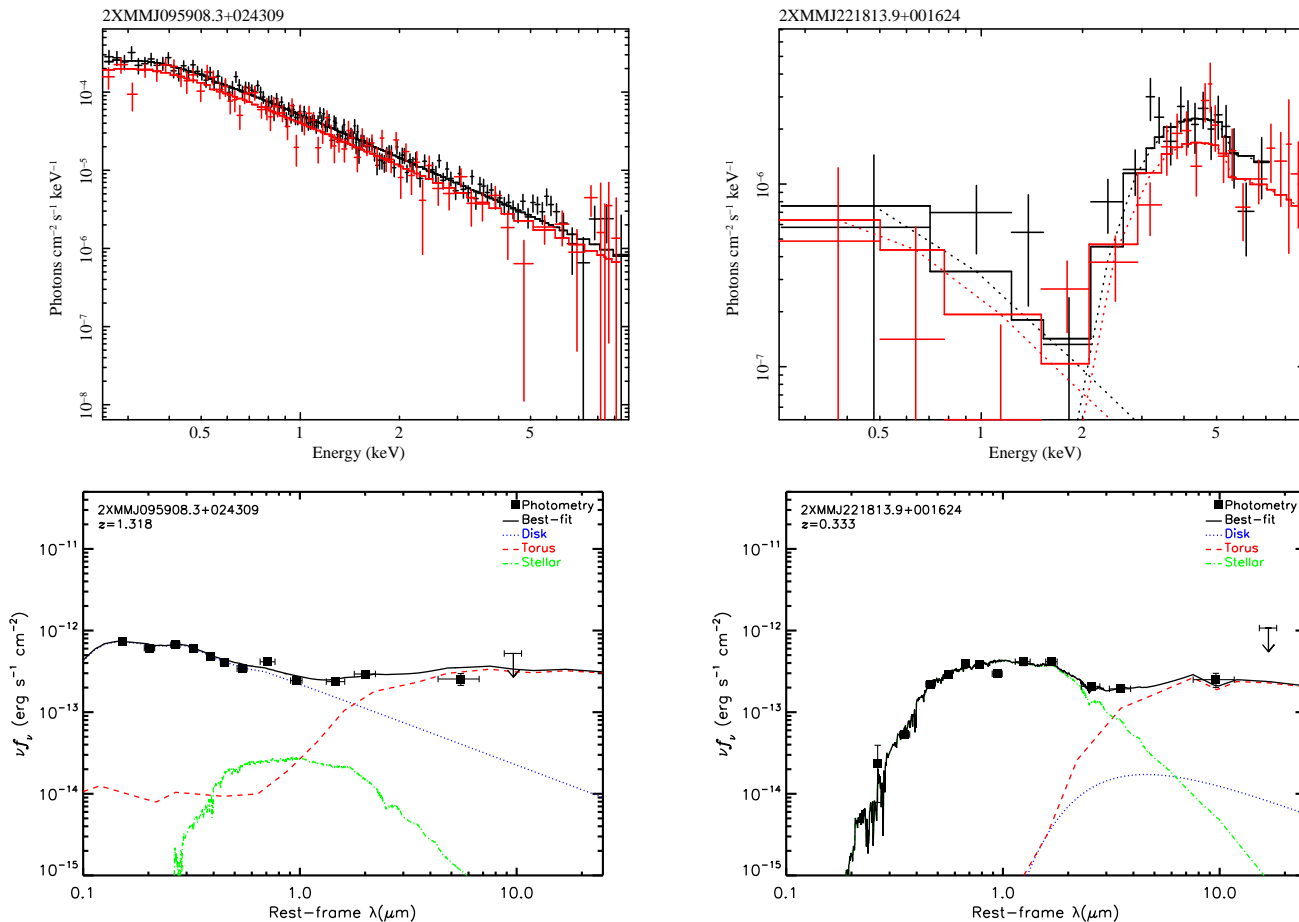 2XMMJ095908.3+024309
Photons cm⁻² s⁻¹ keV⁻¹
10⁻⁴
10⁻⁵
10⁻⁶
10⁻⁷
10⁻⁸
0.5 1 2 5
Energy (keV)
2XMMJ221813.9+001624
Photons cm⁻² s⁻¹ keV⁻¹
10⁻⁶
10⁻⁷
0.5 1 2 5
Energy (keV)
2XMMJ095908.3+024309
z=1.318
Photometry
Best-fit
Disk
Torus
Stellar
νfν (erg s⁻¹ cm⁻²)
10⁻¹¹
10⁻¹²
10⁻¹³
10⁻¹⁴
10⁻¹⁵
0.1 1.0 10.0
Rest-frame λ(μm)
2XMMJ221813.9+001624
z=0.333
Photometry
Best-fit
Disk
Torus
Stellar
νfν (erg s⁻¹ cm⁻²)
10⁻¹¹
10⁻¹²
10⁻¹³
10⁻¹⁴
10⁻¹⁵
0.1 1.0 10.0
Rest-frame λ(μm)